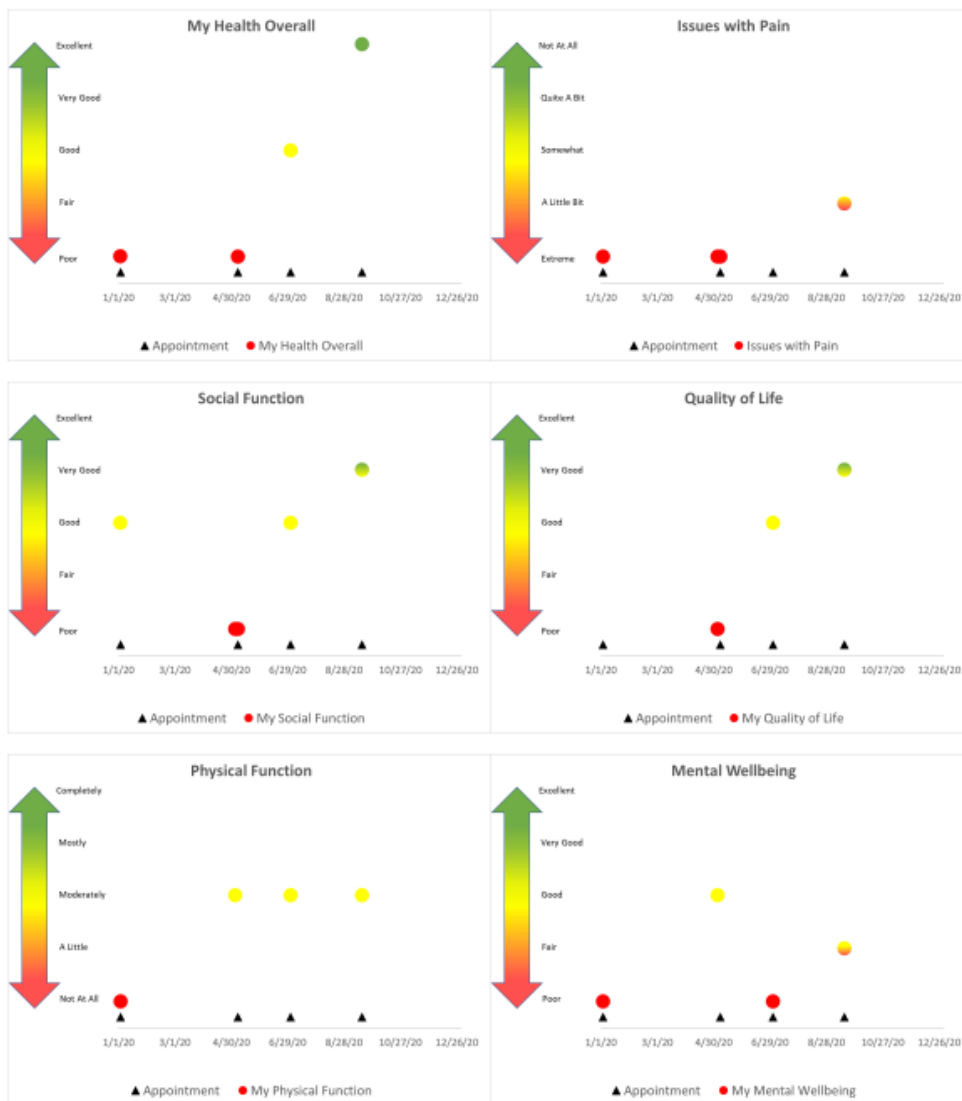 My Health Overall
Excellent
Very Good
Good
Fair
Poor
1/1/20 3/1/20 4/30/20 6/29/20 8/28/20 10/27/20 12/26/20
Appointment My Health Overall
Issues with Pain
Not At All
Quite A Bit
Somewhat
A Little Bit
Extreme
1/1/20 3/1/20 4/30/20 6/29/20 8/28/20 10/27/20 12/26/20
Appointment Issues with Pain
Social Function
Excellent
Very Good
Good
Fair
Poor
1/1/20 3/1/20 4/30/20 6/29/20 8/28/20 10/27/20 12/26/20
Appointment My Social Function
Quality of Life
Excellent
Very Good
Good
Fair
Poor
1/1/20 3/1/20 4/30/20 6/29/20 8/28/20 10/27/20 12/26/20
Appointment My Quality of Life
Physical Function
Completely
Mostly
Moderately
A Little
Not At All
1/1/20 3/1/20 4/30/20 6/29/20 8/28/20 10/27/20 12/26/20
Appointment My Physical Function
Mental Wellbeing
Excellent
Very Good
Good
Fair
Poor
1/1/20 3/1/20 4/30/20 6/29/20 8/28/20 10/27/20 12/26/20
Appointment My Mental Wellbeing